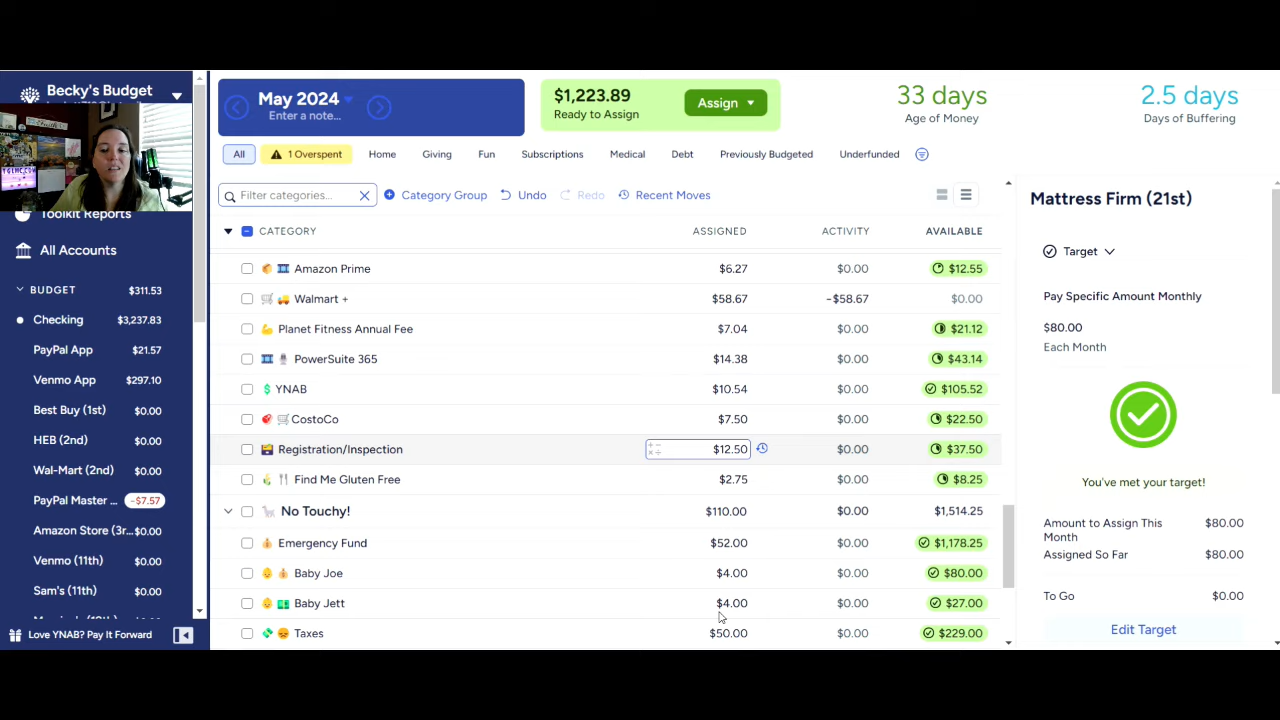 Becky's Budget
May 2024
Enter a note...
$1,223.89
Ready to Assign
Assign
33 days
Age of Money
2.5 days
Days of Buffering
All
1 Overspent
Home
Giving
Fun
Subscriptions
Medical
Debt
Previously Budgeted
Underfunded
Filter categories...
Category Group
Undo
Redo
Recent Moves
Toolkit Reports
All Accounts
BUDGET $311.53
Checking $3,237.83
PayPal App $21.57
Venmo App $297.10
Best Buy (1st) $0.00
HEB (2nd) $0.00
Wal-Mart (2nd) $0.00
PayPal Master ... -$7.57
Amazon Store (3r... $0.00
Venmo (11th) $0.00
Sam's (11th) $0.00
Love YNAB? Pay It Forward
CATEGORY ASSIGNED ACTIVITY AVAILABLE
Amazon Prime $6.27 $0.00 $12.55
Walmart + $58.67 -$58.67 $0.00
Planet Fitness Annual Fee $7.04 $0.00 $21.12
PowerSuite 365 $14.38 $0.00 $43.14
YNAB $10.54 $0.00 $105.52
CostoCo $7.50 $0.00 $22.50
Registration/Inspection $12.50 $0.00 $37.50
Find Me Gluten Free $2.75 $0.00 $8.25
No Touchy! $110.00 $0.00 $1,514.25
Emergency Fund $52.00 $0.00 $1,178.25
Baby Joe $4.00 $0.00 $80.00
Baby Jett $4.00 $0.00 $27.00
Taxes $50.00 $0.00 $229.00
Mattress Firm (21st)
Target
Pay Specific Amount Monthly
$80.00
Each Month
You've met your target!
Amount to Assign This $80.00
Month
Assigned So Far $80.00
To Go $0.00
Edit Target